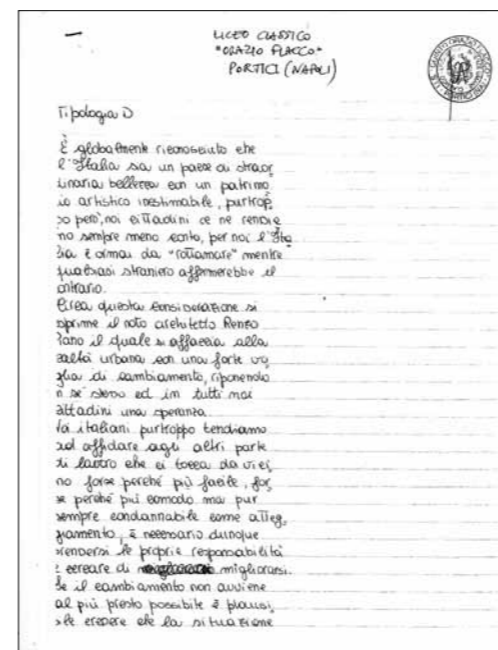 LICEO CLASSICO
"ORAZIO FLACCO"
PORTICI (NAPOLI)
Tipologia D
È globalmente riconosciuto che
l'Italia sia un paese di straor
dinaria bellezza con un patrimo
io artistico inestimabile, purtrop
po però, noi cittadini ce ne rendia
mo sempre meno conto, per noi l'Ita
lia è ormai da "rottamare" mentre
qualsiasi straniero affermerebbe il
contrario.
Circa questa considerazione si
esprime il noto architetto Renzo
Piano il quale si affaccia alla
realtà urbana con una forte vo
glia di cambiamento, riponendo
in sé stesso ed in tutti noi
cittadini una speranza.
Noi italiani purtroppo tendiamo
ad affidare agli altri parte
di lavoro che ci tocca da vici,
no forse perché più facile, for
se perché più comodo ma pur
sempre condannabile come atteg,
giamento, è necessario dunque
prendersi le proprie responsabilità
e cercare di migliorarsi.
Se il cambiamento non avviene
al più presto possibile è plausi,
bile credere che la situazione